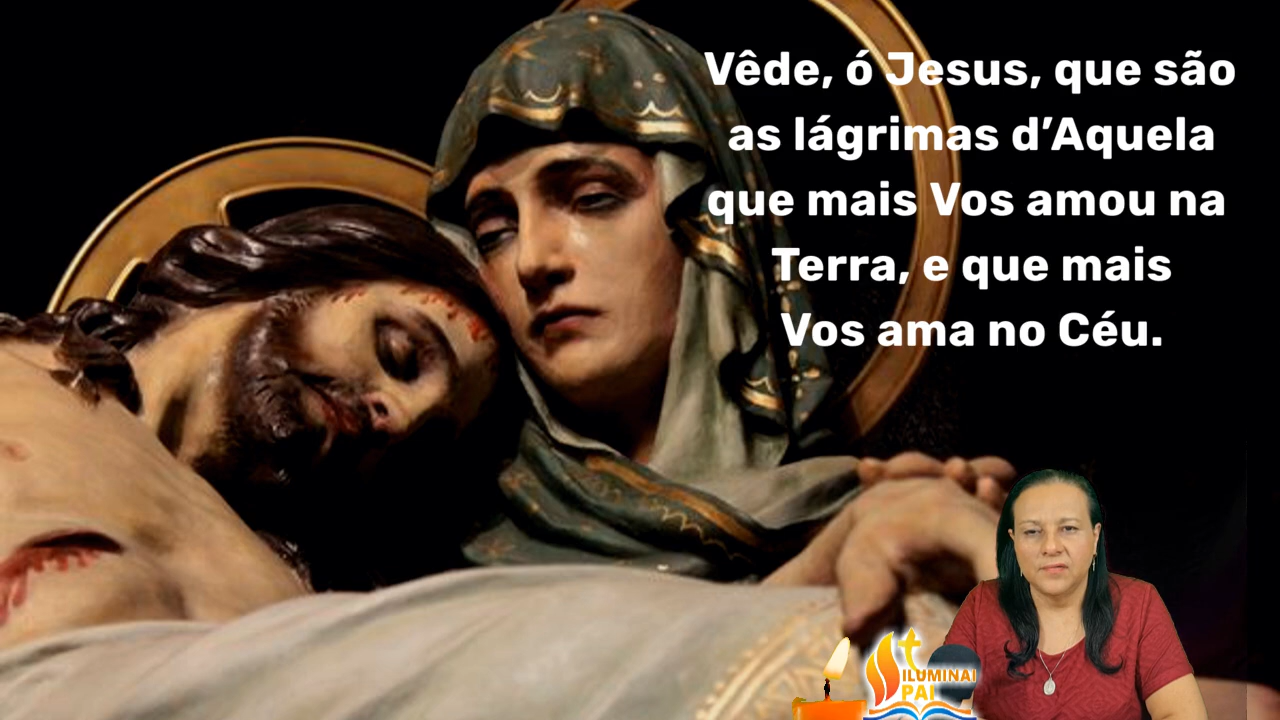 Vêde, ó Jesus, que são
as lágrimas d’Aquela
que mais Vos amou na
Terra, e que mais
Vos ama no Céu.
ILUMINAI
PAI